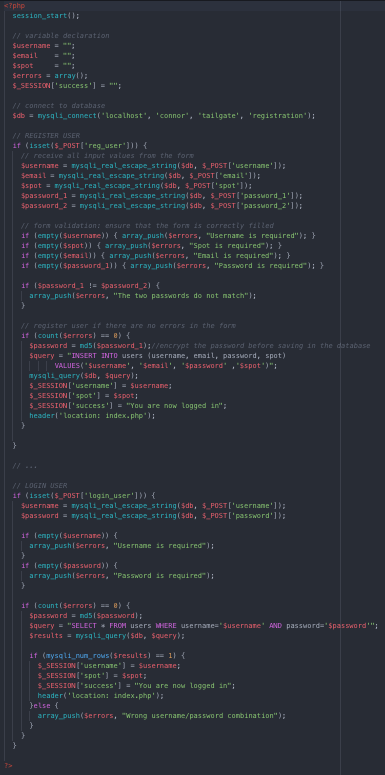 <?php
session_start();
// variable declaration
$username = "";
$email    = "";
$spot     = "";
$errors = array();
$_SESSION['success'] = "";
// connect to database
$db = mysqli_connect('localhost', 'connor', 'tailgate', 'registration');
// REGISTER USER
if (isset($_POST['reg_user'])) {
// receive all input values from the form
$username = mysqli_real_escape_string($db, $_POST['username']);
$email = mysqli_real_escape_string($db, $_POST['email']);
$spot = mysqli_real_escape_string($db, $_POST['spot']);
$password_1 = mysqli_real_escape_string($db, $_POST['password_1']);
$password_2 = mysqli_real_escape_string($db, $_POST['password_2']);
// form validation: ensure that the form is correctly filled
if (empty($username)) { array_push($errors, "Username is required"); }
if (empty($spot)) { array_push($errors, "Spot is required"); }
if (empty($email)) { array_push($errors, "Email is required"); }
if (empty($password_1)) { array_push($errors, "Password is required"); }
if ($password_1 != $password_2) {
array_push($errors, "The two passwords do not match");
}
// register user if there are no errors in the form
if (count($errors) == 0) {
$password = md5($password_1);//encrypt the password before saving in the database
$query = "INSERT INTO users (username, email, password, spot)
VALUES('$username', '$email', '$password' ,'$spot')";
mysqli_query($db, $query);
$_SESSION['username'] = $username;
$_SESSION['spot'] = $spot;
$_SESSION['success'] = "You are now logged in";
header('location: index.php');
}
}
// ...
// LOGIN USER
if (isset($_POST['login_user'])) {
$username = mysqli_real_escape_string($db, $_POST['username']);
$password = mysqli_real_escape_string($db, $_POST['password']);
if (empty($username)) {
array_push($errors, "Username is required");
}
if (empty($password)) {
array_push($errors, "Password is required");
}
if (count($errors) == 0) {
$password = md5($password);
$query = "SELECT * FROM users WHERE username='$username' AND password='$password'";
$results = mysqli_query($db, $query);
if (mysqli_num_rows($results) == 1) {
$_SESSION['username'] = $username;
$_SESSION['spot'] = $spot;
$_SESSION['success'] = "You are now logged in";
header('location: index.php');
}else {
array_push($errors, "Wrong username/password combination");
}
}
}
?>